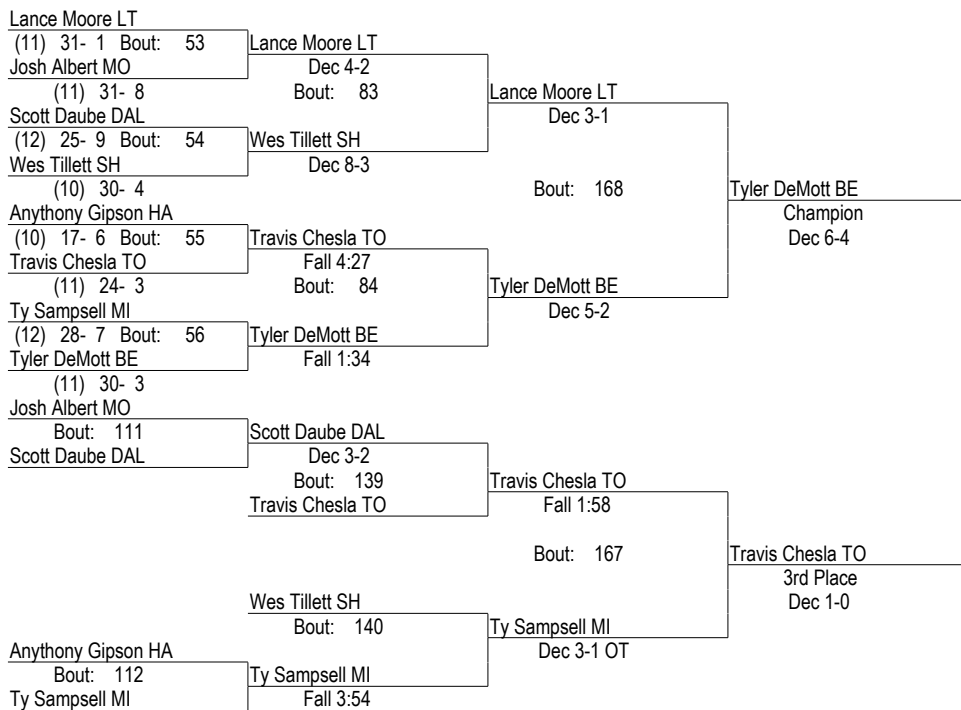 Lance Moore LT
(11) 31- 1 Bout: 53 Lance Moore LT
Josh Albert MO Dec 4-2
(11) 31- 8 Bout: 83 Lance Moore LT
Scott Daube DAL Dec 3-1
(12) 25- 9 Bout: 54 Wes Tillett SH
Wes Tillett SH Dec 8-3
(10) 30- 4 Bout: 168 Tyler DeMott BE
Anythony Gipson HA Champion
(10) 17- 6 Bout: 55 Travis Chesla TO Dec 6-4
Travis Chesla TO Fall 4:27
(11) 24- 3 Bout: 84 Tyler DeMott BE
Ty Sampsell MI Dec 5-2
(12) 28- 7 Bout: 56 Tyler DeMott BE
Tyler DeMott BE Fall 1:34
(11) 30- 3
Josh Albert MO
Bout: 111 Scott Daube DAL
Scott Daube DAL Dec 3-2
Bout: 139 Travis Chesla TO
Travis Chesla TO Fall 1:58
Bout: 167 Travis Chesla TO
3rd Place
Wes Tillett SH Dec 1-0
Bout: 140 Ty Sampsell MI
Anythony Gipson HA Dec 3-1 OT
Bout: 112 Ty Sampsell MI
Ty Sampsell MI Fall 3:54